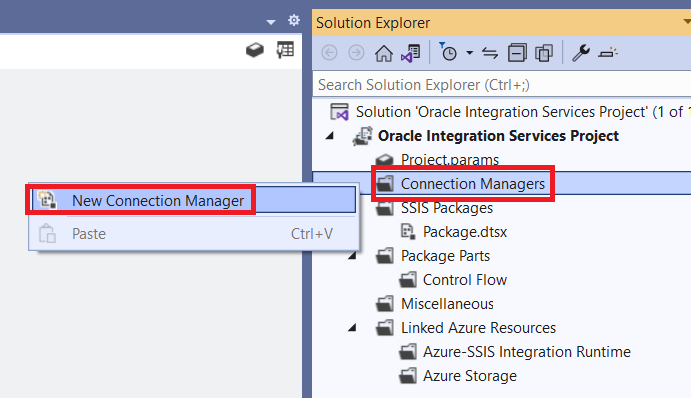 Solution Explorer
Search Solution Explorer (Ctrl+;)
Solution 'Oracle Integration Services Project' (1 of 1
Oracle Integration Services Project
Project.params
Connection Managers
New Connection Manager
SSIS Packages
Paste Ctrl+V
Package.dtsx
Package Parts
Control Flow
Miscellaneous
Linked Azure Resources
Azure-SSIS Integration Runtime
Azure Storage